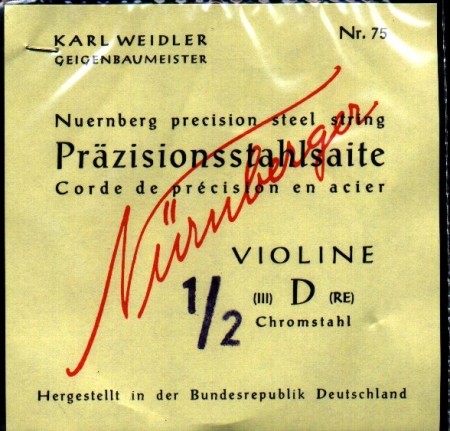 KARL WEIDLER
GEIGENBAUMEISTER
Nr. 75
Nuernberg precision steel string
Präzisionsstahlsaite
Corde de précision en acier
Nürnberger
VIOLINE
1/2
(III) D (RE)
Chromstahl
Hergestellt in der Bundesrepublik Deutschland